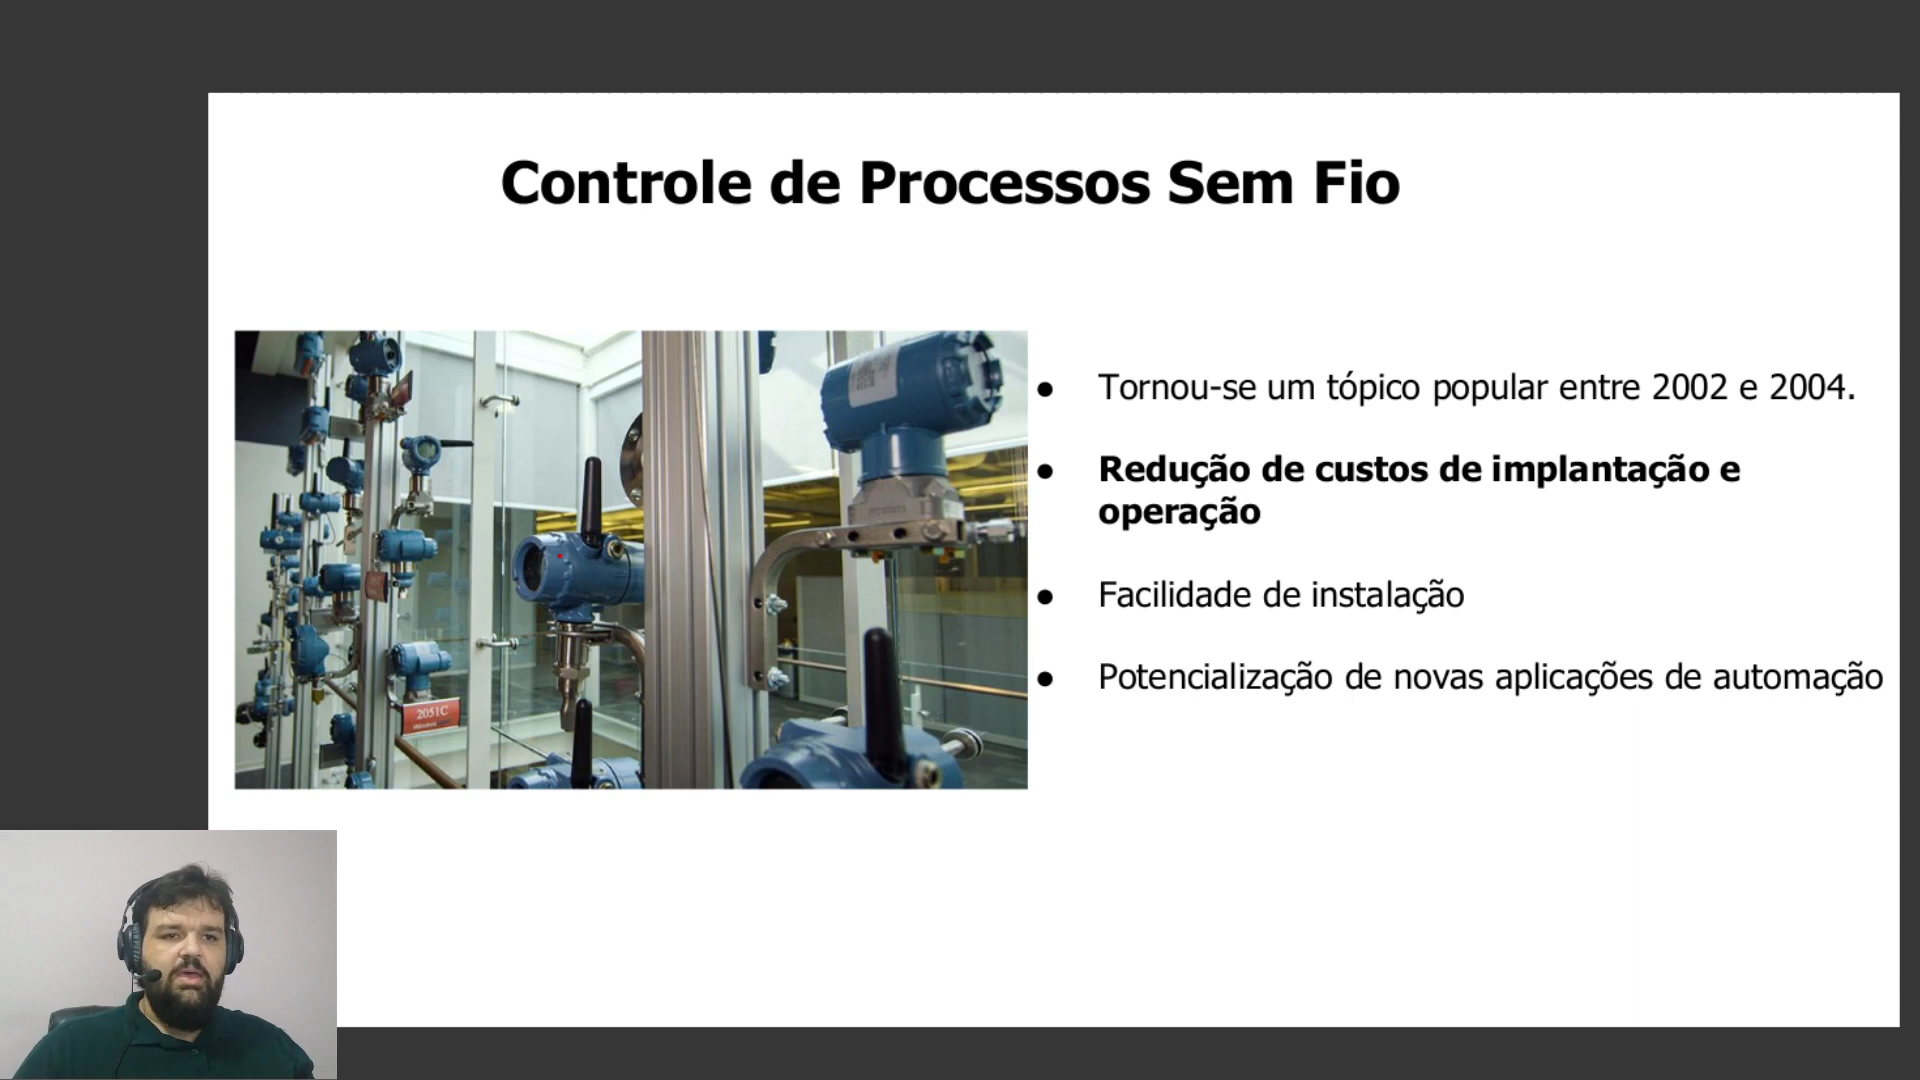 Controle de Processos Sem Fio
● Tornou-se um tópico popular entre 2002 e 2004.
● Redução de custos de implantação e
operação
● Facilidade de instalação
● Potencialização de novas aplicações de automação
2051C